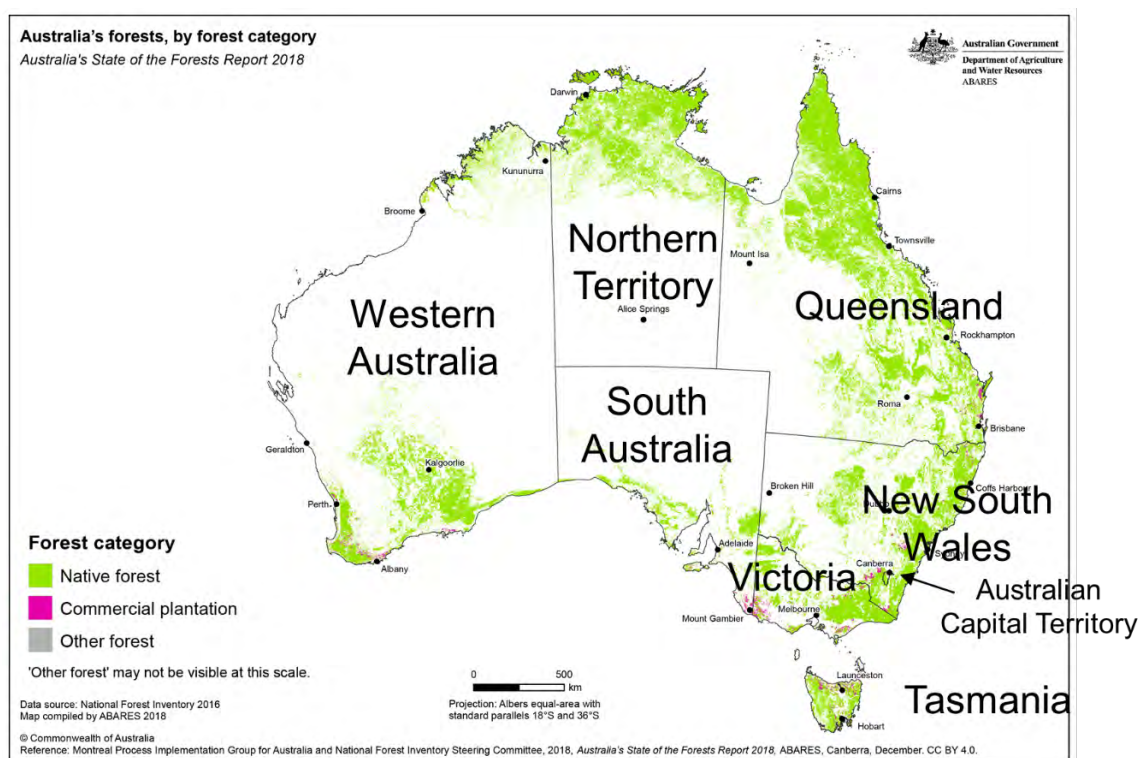 Australia's forests, by forest category
Australia's State of the Forests Report 2018
Australian Government
Department of Agriculture
and Water Resources
ABARES
Darwin
Kununurra
Broome
Cairns
Townsville
Mount Isa
Northern
Territory
Alice Springs
Western
Australia
Queensland
Rockhampton
South
Australia
Roma
Brisbane
Geraldton
Kalgoorlie
Perth
Albany
Broken Hill
Coffs Harbour
Dubbo
New South
Wales
Sydney
Adelaide
Canberra
Victoria
Australian
Capital Territory
Mount Gambier
Melbourne
Launceston
Tasmania
Hobart
Forest category
Native forest
Commercial plantation
Other forest
'Other forest' may not be visible at this scale.
0 500
km
Projection: Albers equal-area with
standard parallels 18°S and 36°S
Data source: National Forest Inventory 2016
Map compiled by ABARES 2018
© Commonwealth of Australia
Reference: Montreal Process Implementation Group for Australia and National Forest Inventory Steering Committee, 2018, Australia's State of the Forests Report 2018, ABARES, Canberra, December. CC BY 4.0.